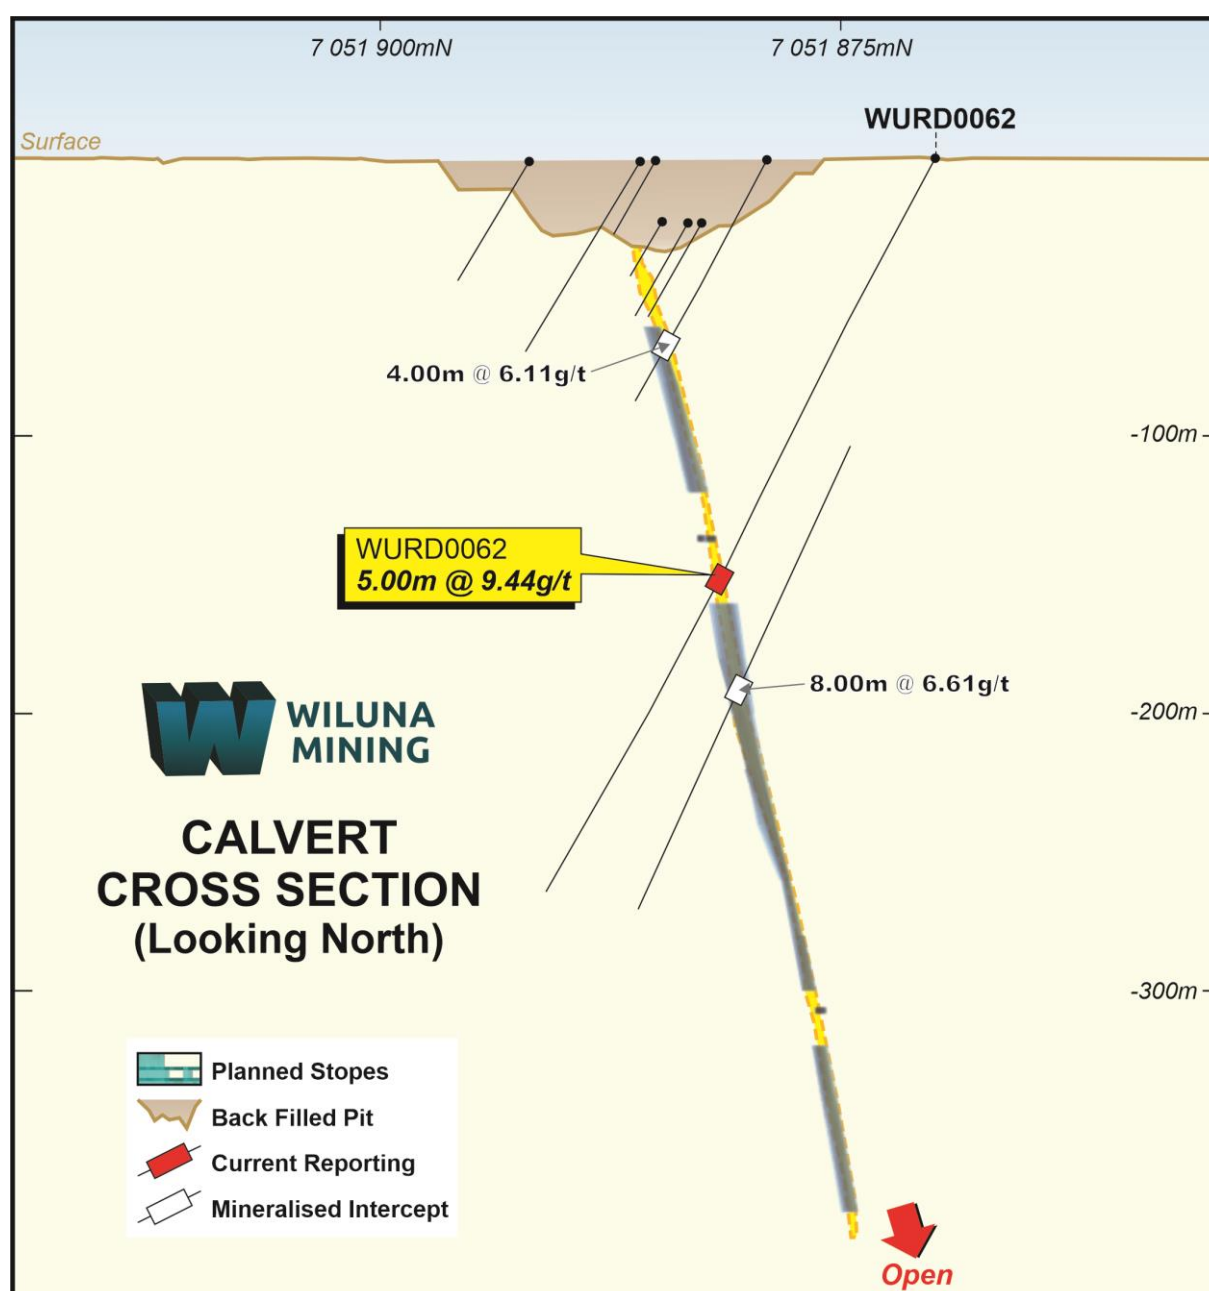 7 051 900mN
7 051 875mN
WURD0062
Surface
4.00m @ 6.11g/t
-100m
WURD0062
5.00m @ 9.44g/t
8.00m @ 6.61g/t
-200m
WILUNA
MINING
CALVERT
CROSS SECTION
(Looking North)
-300m
Planned Stopes
Back Filled Pit
Current Reporting
Mineralised Intercept
Open